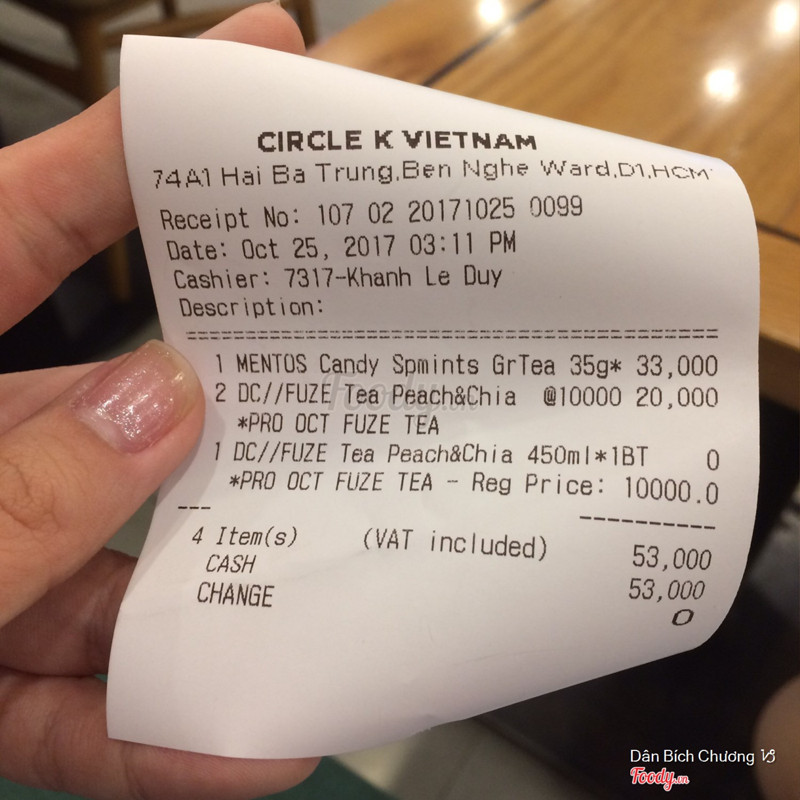 CIRCLE K VIETNAM
74A1 Hai Ba Trung,Ben Nghe Ward,D1,HCM
Receipt No: 107 02 20171025 0099
Date: Oct 25, 2017 03:11 PM
Cashier: 7317-Khanh Le Duy
Description:
1 MENTOS Candy Spmints GrTea 35g* 33,000
2 DC//FUZE Tea Peach&Chia @10000 20,000
*PRO OCT FUZE TEA
1 DC//FUZE Tea Peach&Chia 450ml*1BT 0
*PRO OCT FUZE TEA - Reg Price: 10000.0
4 Item(s) (VAT included) 53,000
CASH 53,000
CHANGE 0
Foody.vn
Dân Bích Chương
Foody.vn